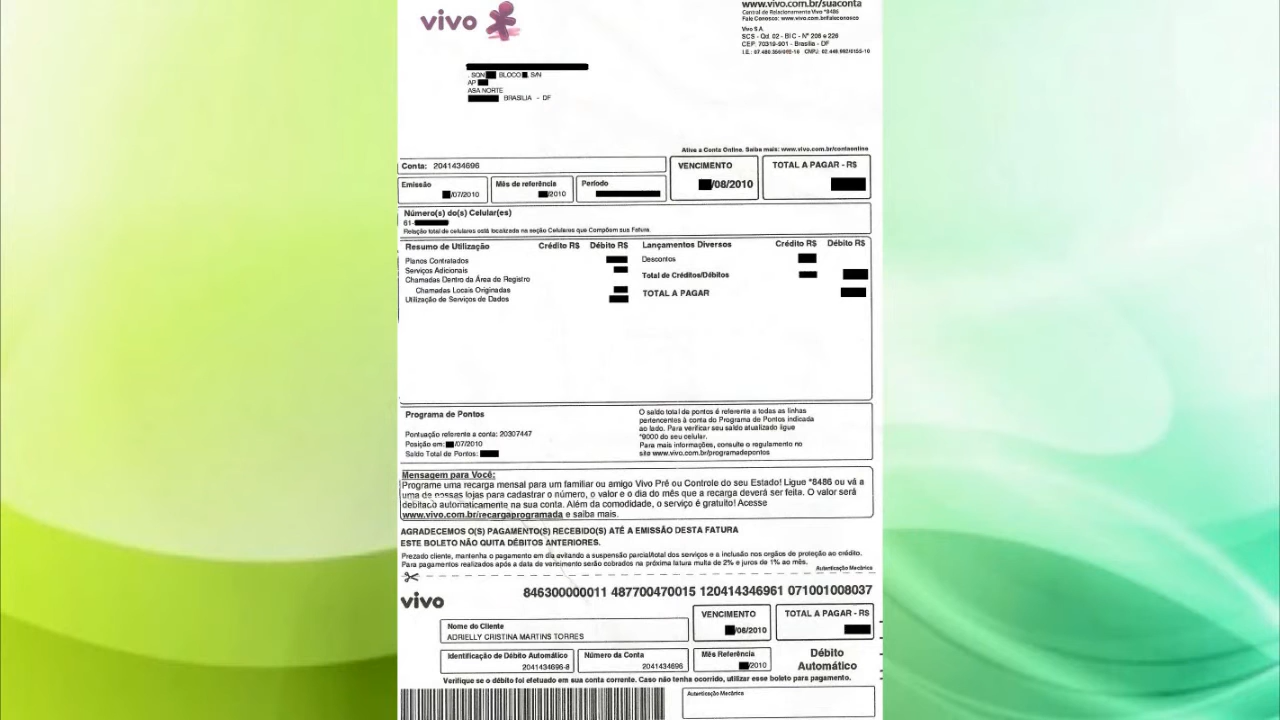 vivo
www.vivo.com.br/suaconta
Central de Relacionamento Vivo *8486
Fale Conosco: www.vivo.com.br/faleconosco
Vivo S.A.
SCS - Qd 02 - Bl C - Nº 206 e 226
CEP: 70319-901 - Brasília - DF
SQN BLOCO S/N
AP
ASA NORTE
BRASILIA - DF
Ative a Conta Online. Saiba mais: www.vivo.com.br/contaonline
Conta: 2041434696
VENCIMENTO
/08/2010
TOTAL A PAGAR - R$
Emissão
/07/2010
Mês de referência
/2010
Período
Número(s) do(s) Celular(es)
61-
Relação total de celulares está localizada na seção Celulares que Compõem sua Fatura.
Resumo de Utilização Crédito R$ Débito R$
Planos Contratados
Serviços Adicionais
Chamadas Dentro da Área de Registro
Chamadas Locais Originadas
Utilização de Serviços de Dados
Lançamentos Diversos Crédito R$ Débito R$
Descontos
Total de Créditos/Débitos
TOTAL A PAGAR
Programa de Pontos
Pontuação referente a conta: 20307447
Posição em: /07/2010
Saldo Total de Pontos:
O saldo total de pontos é referente a todas as linhas
pertencentes à conta do Programa de Pontos indicada
ao lado. Para verificar seu saldo atualizado ligue
*9000 do seu celular.
Para mais informações, consulte o regulamento no
site www.vivo.com.br/programadepontos
Mensagem para Você:
Programe uma recarga mensal para um familiar ou amigo Vivo Pré ou Controle do seu Estado! Ligue *8486 ou vá a
uma de nossas lojas para cadastrar o número, o valor e o dia do mês que a recarga deverá ser feita. O valor será
debitado automaticamente na sua conta. Além da comodidade, o serviço é gratuito! Acesse
www.vivo.com.br/recargaprogramada e saiba mais.
AGRADECEMOS O(S) PAGAMENTO(S) RECEBIDO(S) ATÉ A EMISSÃO DESTA FATURA
ESTE BOLETO NÃO QUITA DÉBITOS ANTERIORES.
Prezado cliente, mantenha o pagamento em dia evitando a suspensão parcial/total dos serviços e a inclusão nos orgãos de proteção ao crédito.
Para pagamentos realizados após a data de vencimento serão cobrados na próxima fatura multa de 2% e juros de 1% ao mês.
Autenticação Mecânica
846300000011 487700470015 120414346961 071001008037
vivo
VENCIMENTO
/08/2010
TOTAL A PAGAR - R$
Nome do Cliente
ADRIELLY CRISTINA MARTINS TORRES
Identificação de Débito Automático
2041434696-8
Número da Conta
2041434696
Mês Referência
/2010
Débito
Automático
Verifique se o débito foi efetuado em sua conta corrente. Caso não tenha ocorrido, utilizar esse boleto para pagamento.
Autenticação Mecânica